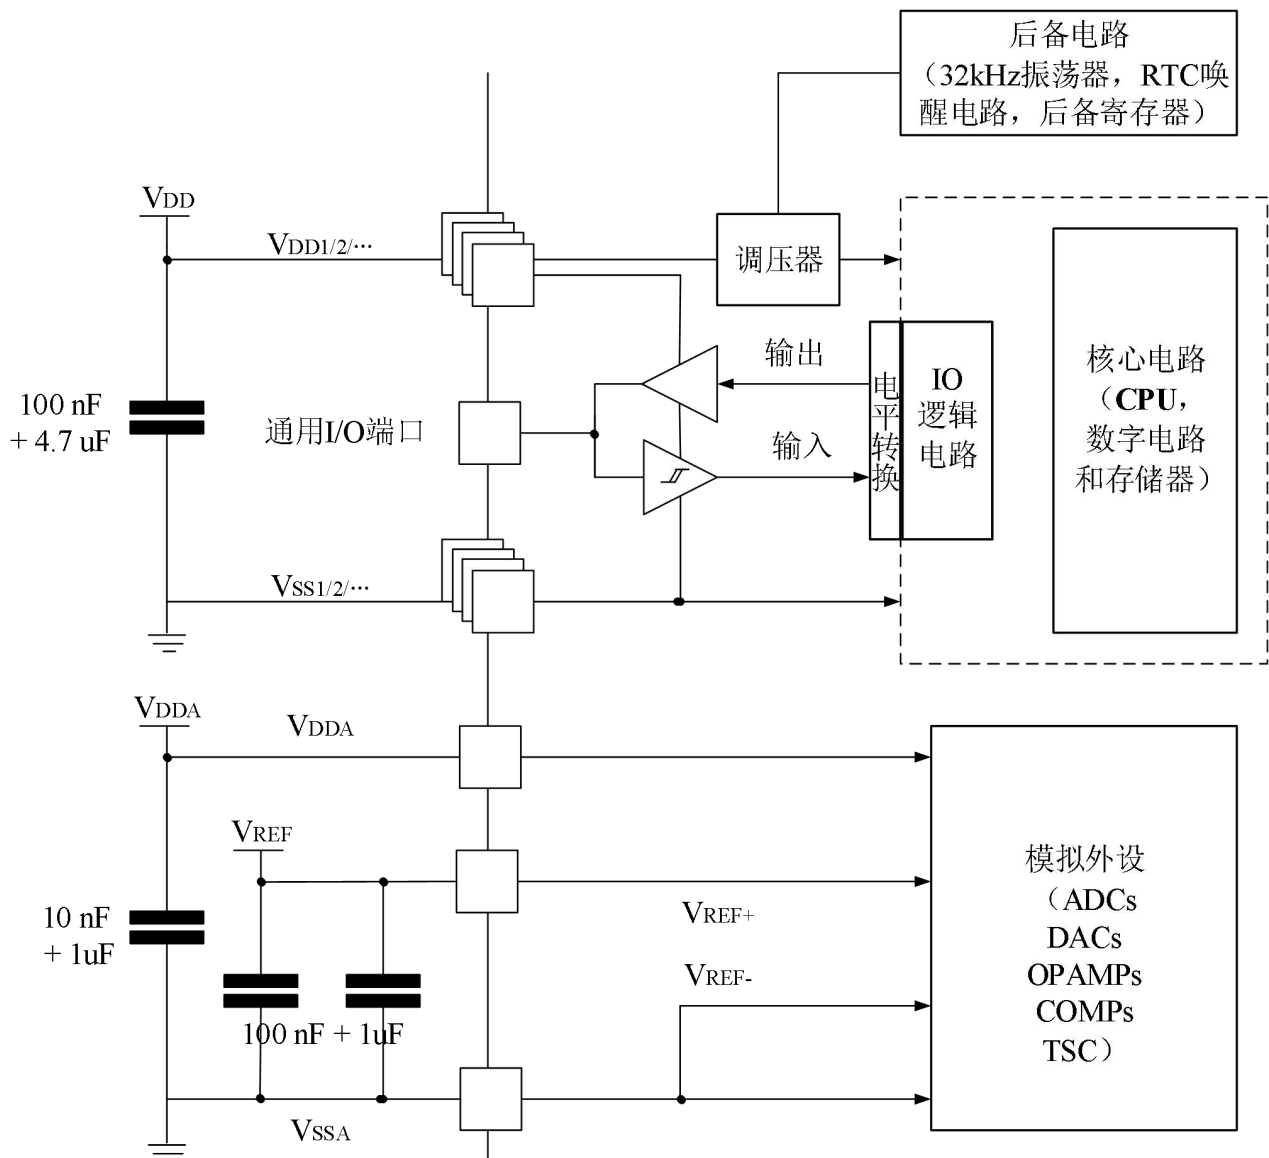 后备电路
（32kHz振荡器，RTC唤
醒电路，后备寄存器）
VDD
VDD1/2/···
调压器
100 nF
+ 4.7 uF
通用I/O端口
输出
输入
电平转换
IO
逻辑
电路
核心电路
（CPU，
数字电路
和存储器）
VSS1/2/···
VDDA
VDDA
VREF
10 nF
+ 1uF
VREF+
VREF-
100 nF + 1uF
VSSA
模拟外设
（ADCs
DACs
OPAMPs
COMPs
TSC）